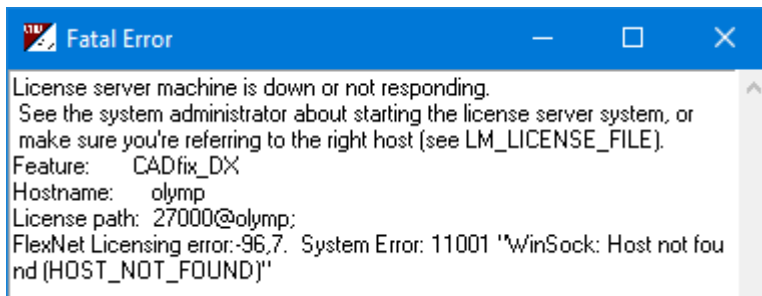 Fatal Error
License server machine is down or not responding.
See the system administrator about starting the license server system, or
make sure you're referring to the right host (see LM_LICENSE_FILE).
Feature: CADfix_DX
Hostname: olymp
License path: 27000@olymp;
FlexNet Licensing error:-96,7. System Error: 11001 "WinSock: Host not fou
nd (HOST_NOT_FOUND)"